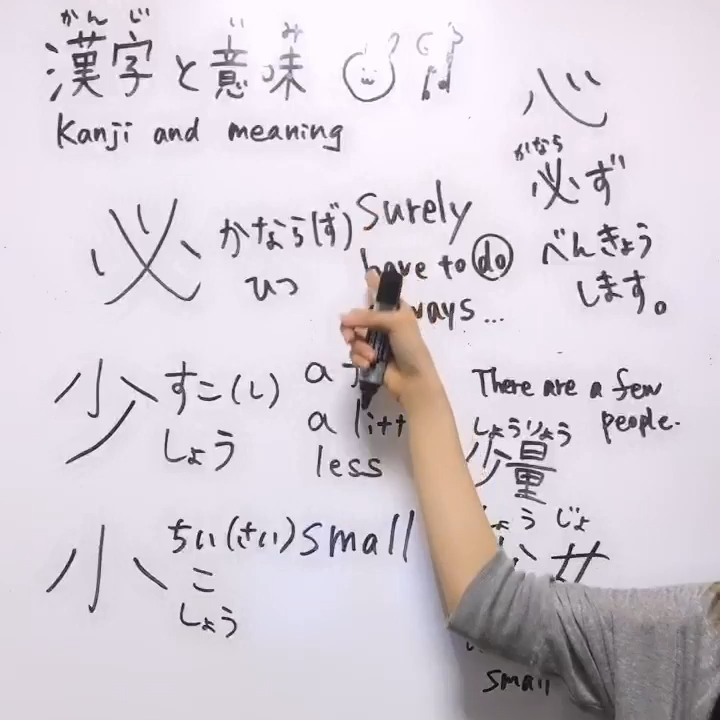 かん じ い み
漢字と意味
Kanji and meaning
心
必 かなら(ず) Surely
ひつ
have to do
...
かなら
必ず
べんきょう
します。
少 すこ(し) a
しょう
a
less
There are a few
people.
しょうりょう
少量
小 ちい(さい) small
こ
しょう
じょ
女
small